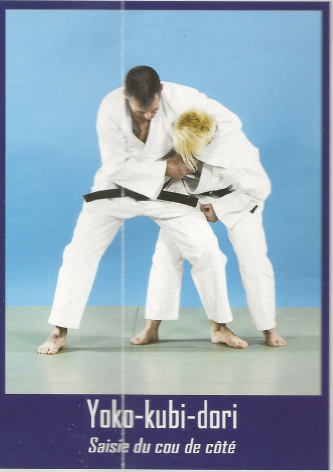 Yoko-kubi-dori
Saisie du cou de côté